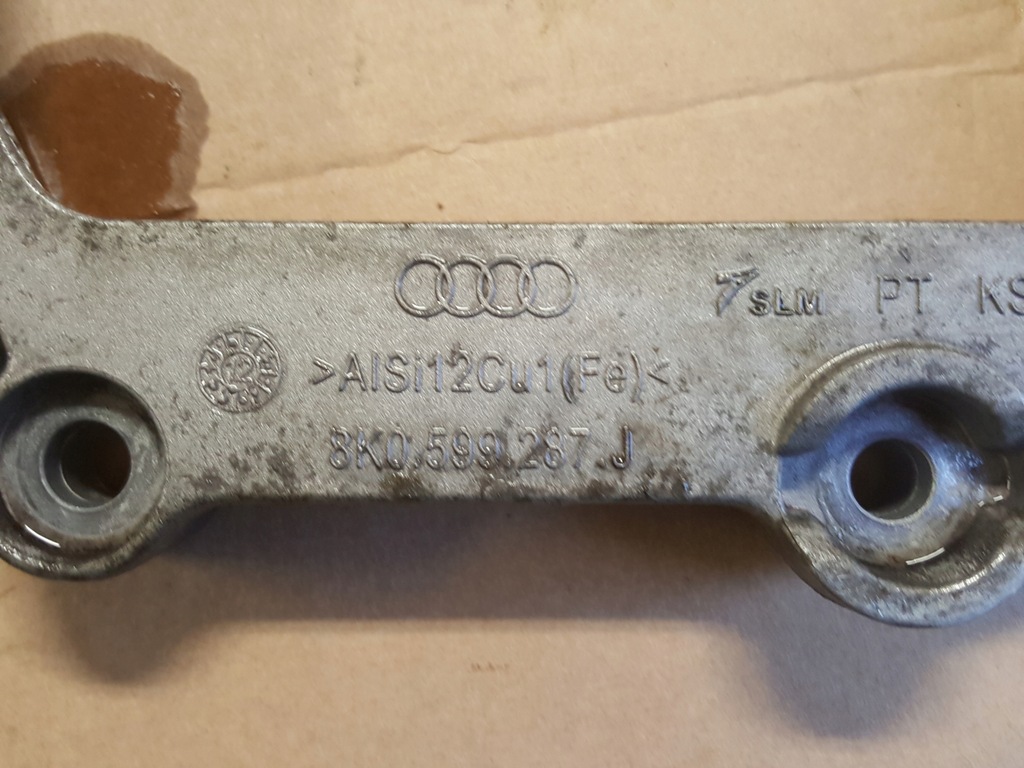 SLM PT KS
>AlSi12Cu1(Fe)<
8K0.599.287.J